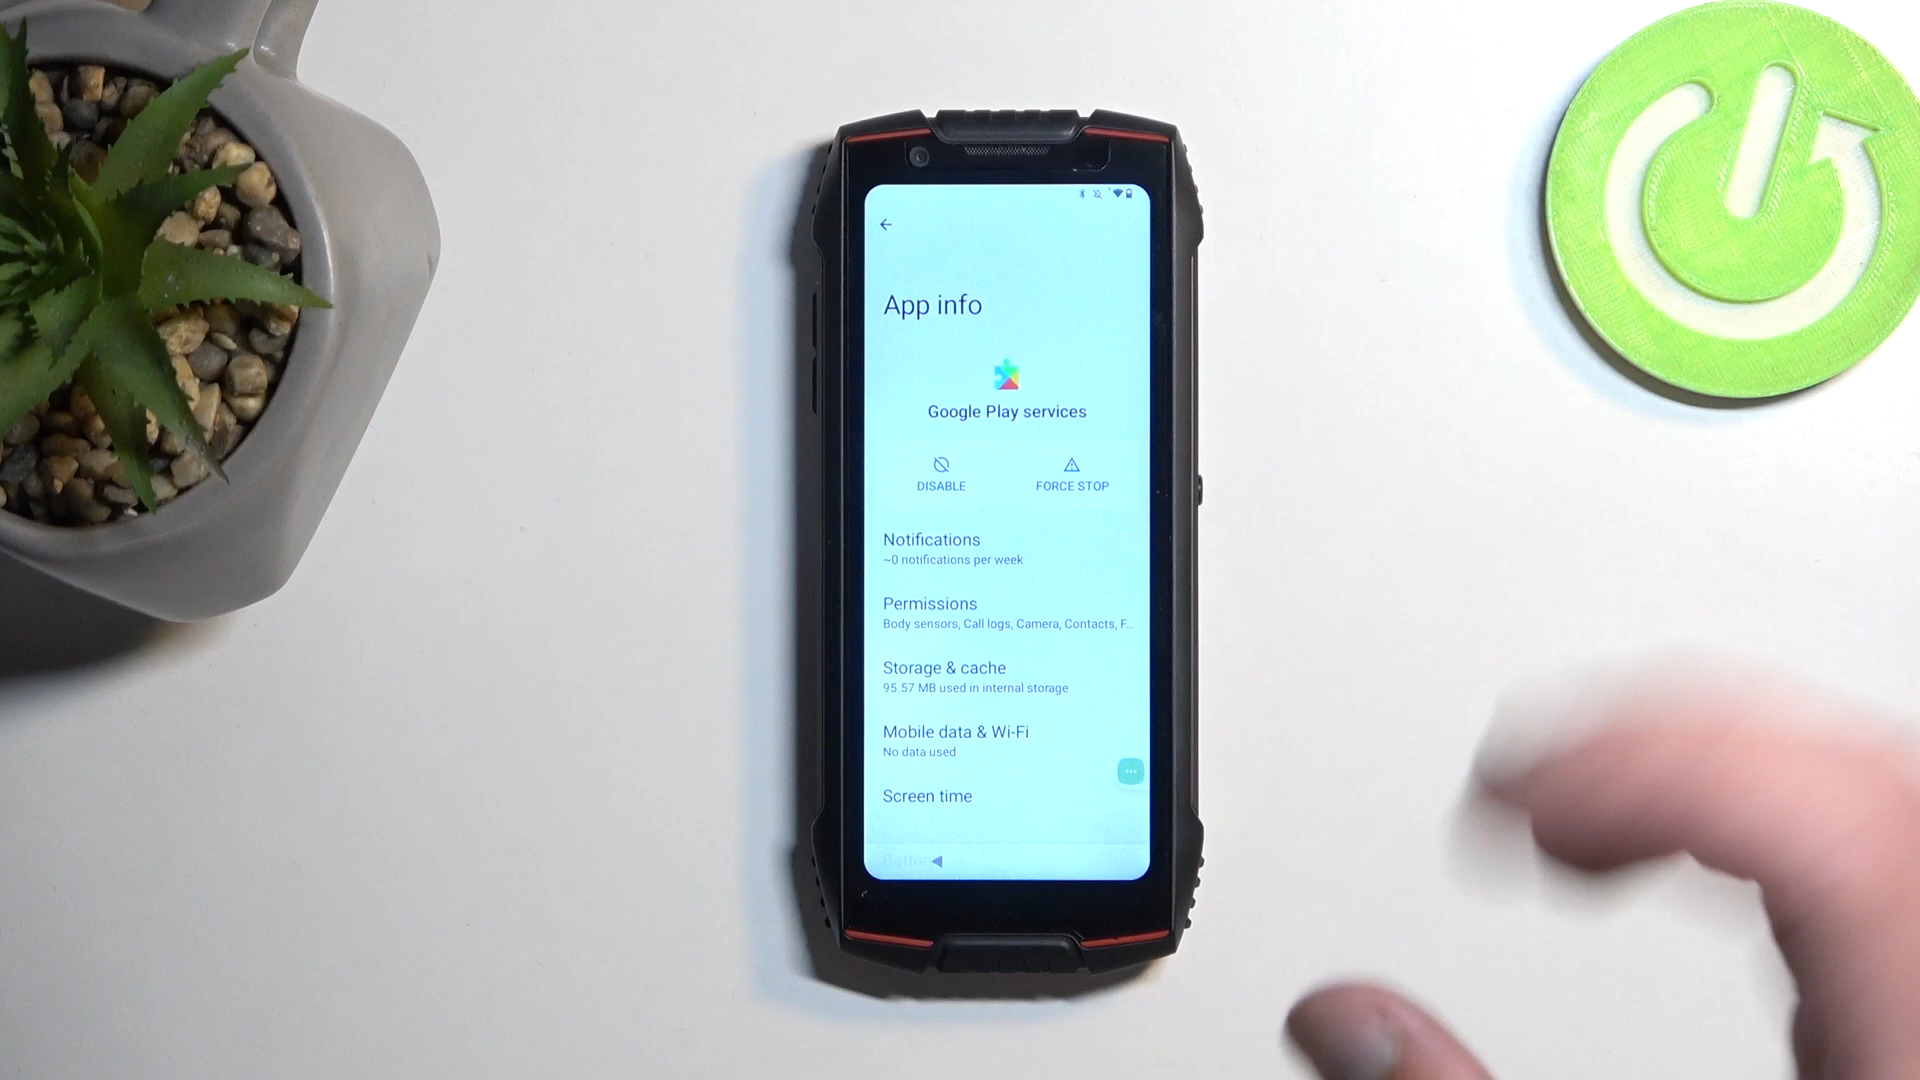 App info
Google Play services
DISABLE
FORCE STOP
Notifications
~0 notifications per week
Permissions
Body sensors, Call logs, Camera, Contacts, F...
Storage & cache
95.57 MB used in internal storage
Mobile data & Wi-Fi
No data used
Screen time